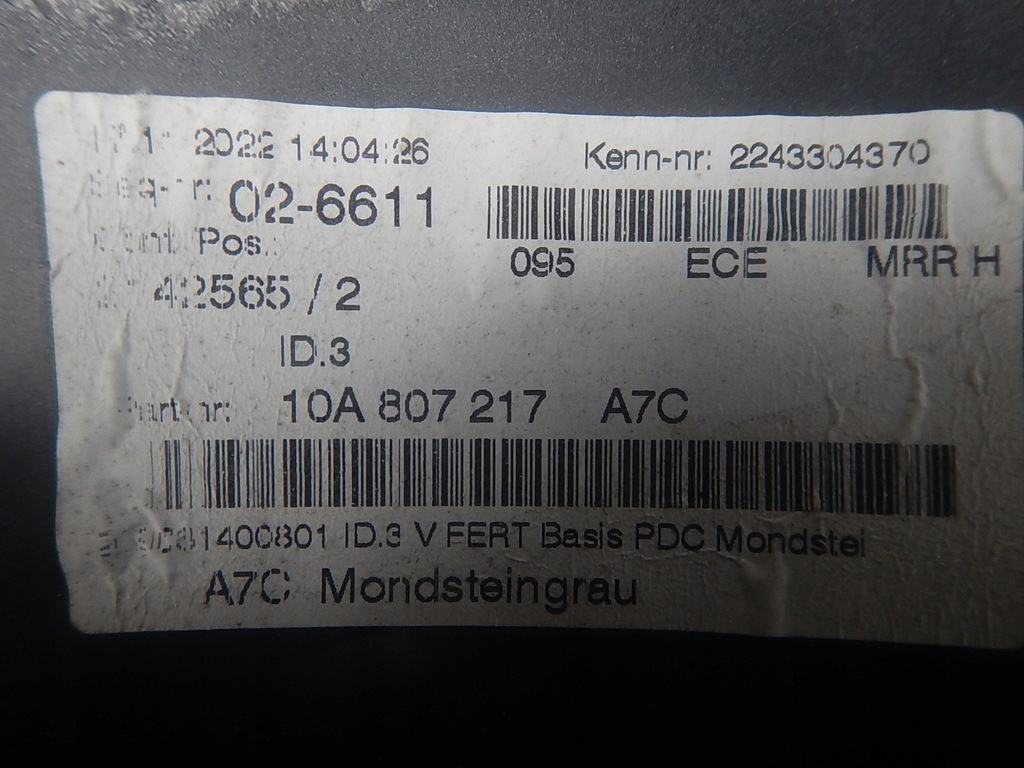 2022 14:04:26 Kenn-nr: 2243304370
02-6611
Pos.:
095 ECE MRR H
42565 / 2
ID.3
10A 807 217 A7C
ID.3 V FERT Basis PDC Mondstei
A7C Mondsteingrau